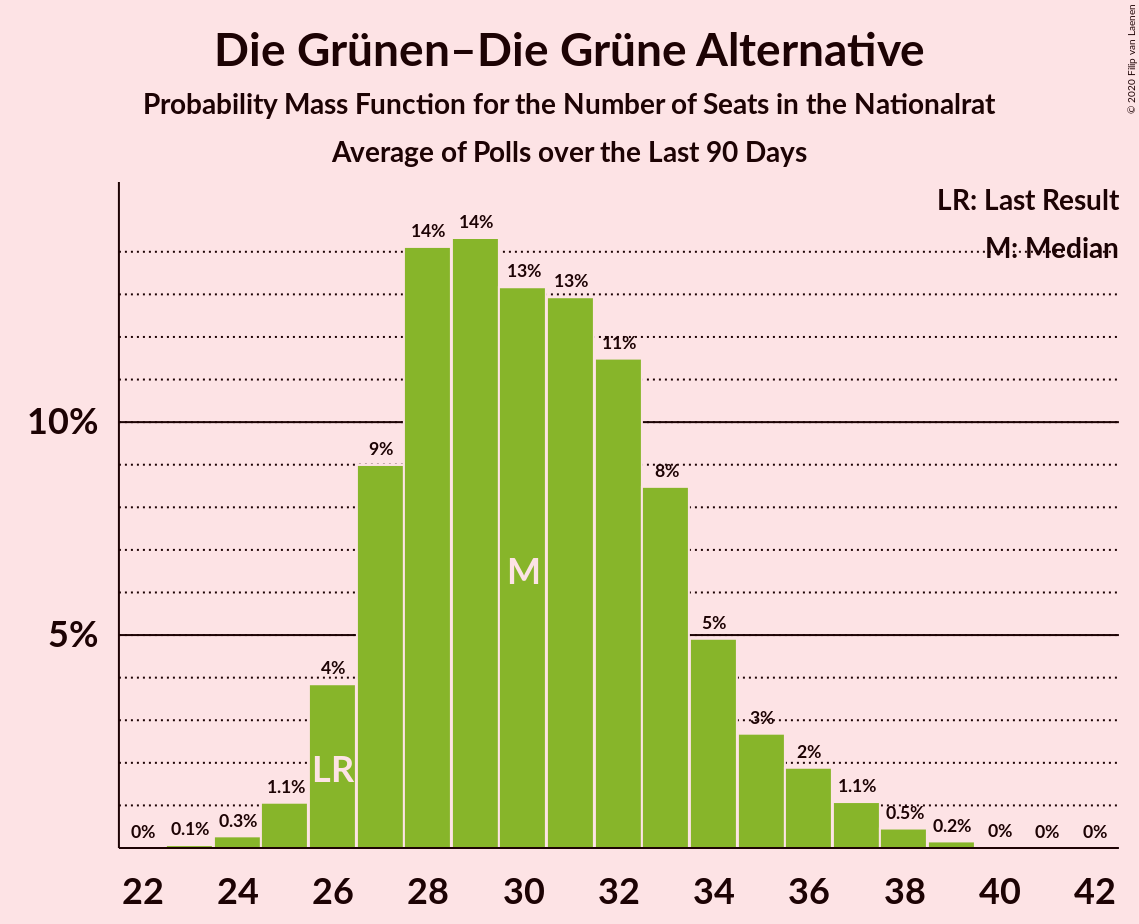 Die Grünen–Die Grüne Alternative
Probability Mass Function for the Number of Seats in the Nationalrat
Average of Polls over the Last 90 Days
© 2020 Filip van Laenen
LR: Last Result
M: Median
10%
5%
0%
0.1%
0.3%
1.1%
4%
9%
14%
14%
13%
13%
11%
8%
5%
3%
2%
1.1%
0.5%
0.2%
0%
0%
0%
LR
M
22 24 26 28 30 32 34 36 38 40 42